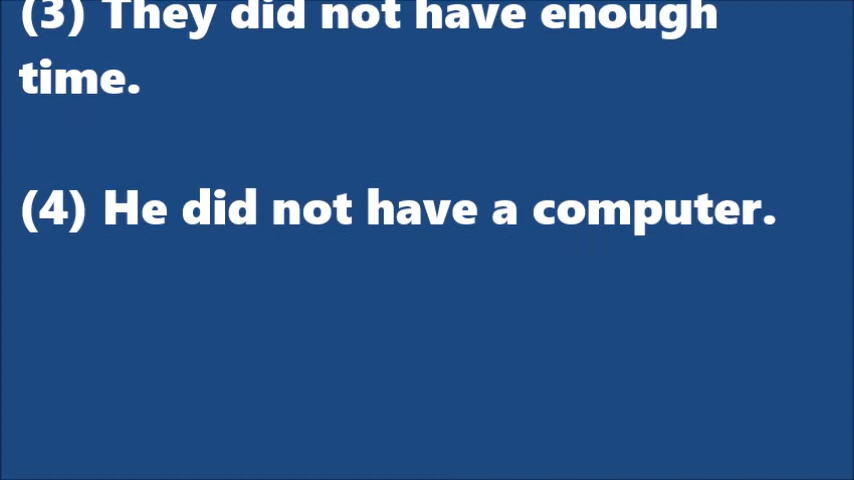 (3) They did not have enough
time.
(4) He did not have a computer.